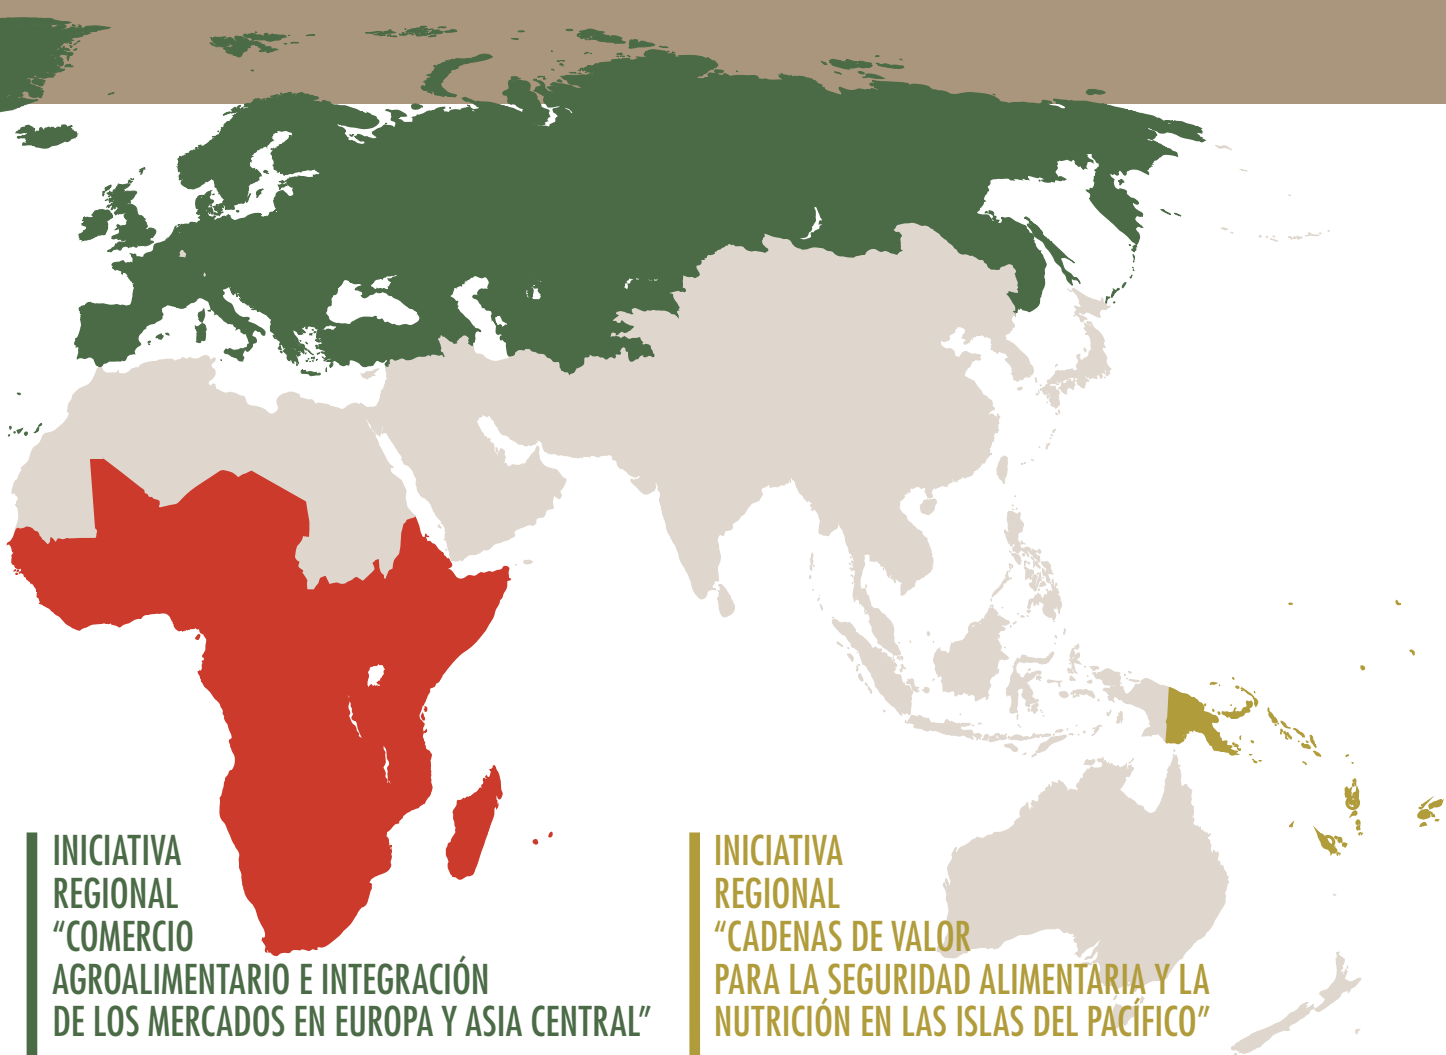 INICIATIVA
REGIONAL
“COMERCIO
AGROALIMENTARIO E INTEGRACIÓN
DE LOS MERCADOS EN EUROPA Y ASIA CENTRAL”
INICIATIVA
REGIONAL
“CADENAS DE VALOR
PARA LA SEGURIDAD ALIMENTARIA Y LA
NUTRICIÓN EN LAS ISLAS DEL PACÍFICO”